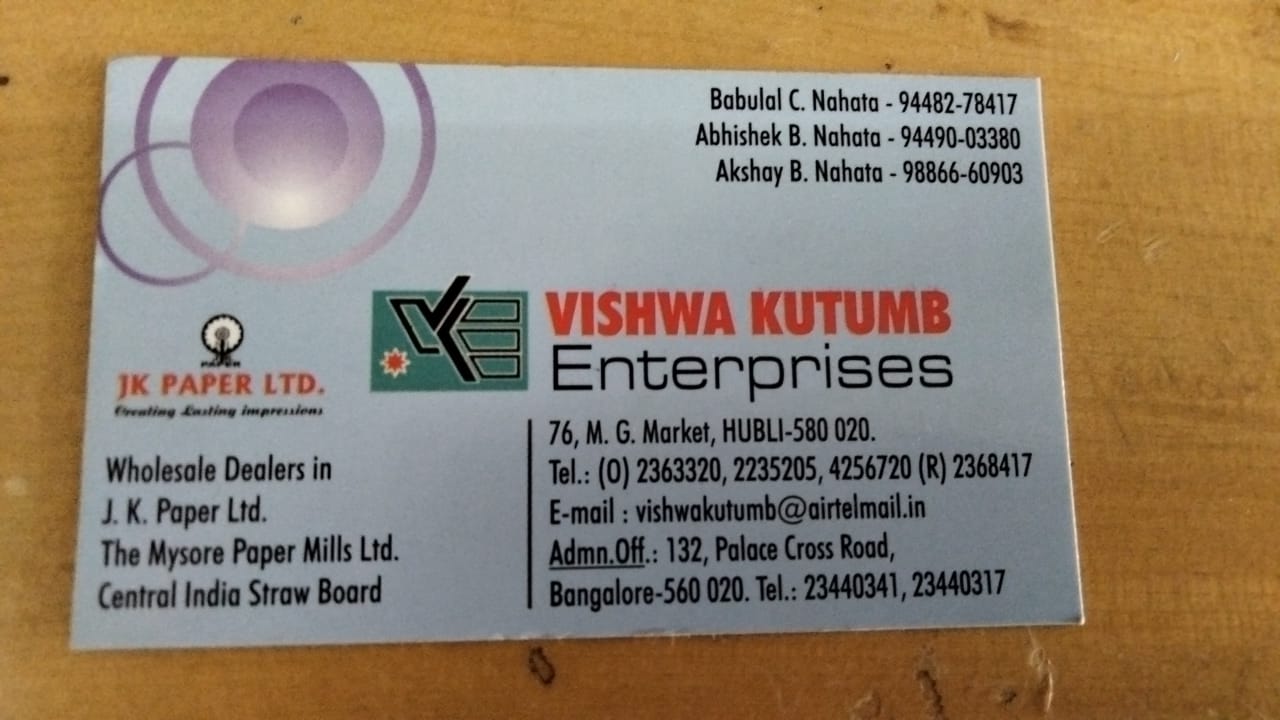 Babulal C. Nahata - 94482-78417
Abhishek B. Nahata - 94490-03380
Akshay B. Nahata - 98866-60903
VISHWA KUTUMB
Enterprises
PAPER
JK PAPER LTD.
Creating Lasting impressions
Wholesale Dealers in
J. K. Paper Ltd.
The Mysore Paper Mills Ltd.
Central India Straw Board
76, M. G. Market, HUBLI-580 020.
Tel.: (O) 2363320, 2235205, 4256720 (R) 2368417
E-mail : vishwakutumb@airtelmail.in
Admn.Off.: 132, Palace Cross Road,
Bangalore-560 020. Tel.: 23440341, 23440317